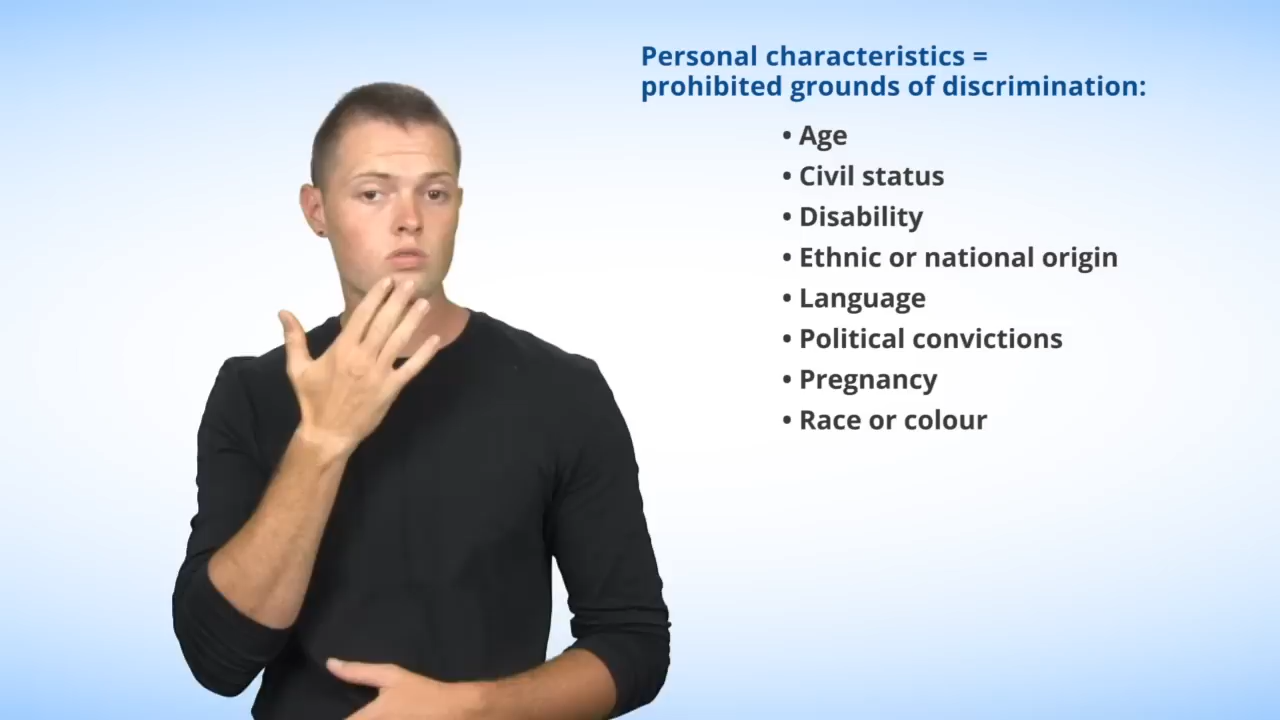 Personal characteristics =
prohibited grounds of discrimination:
• Age
• Civil status
• Disability
• Ethnic or national origin
• Language
• Political convictions
• Pregnancy
• Race or colour